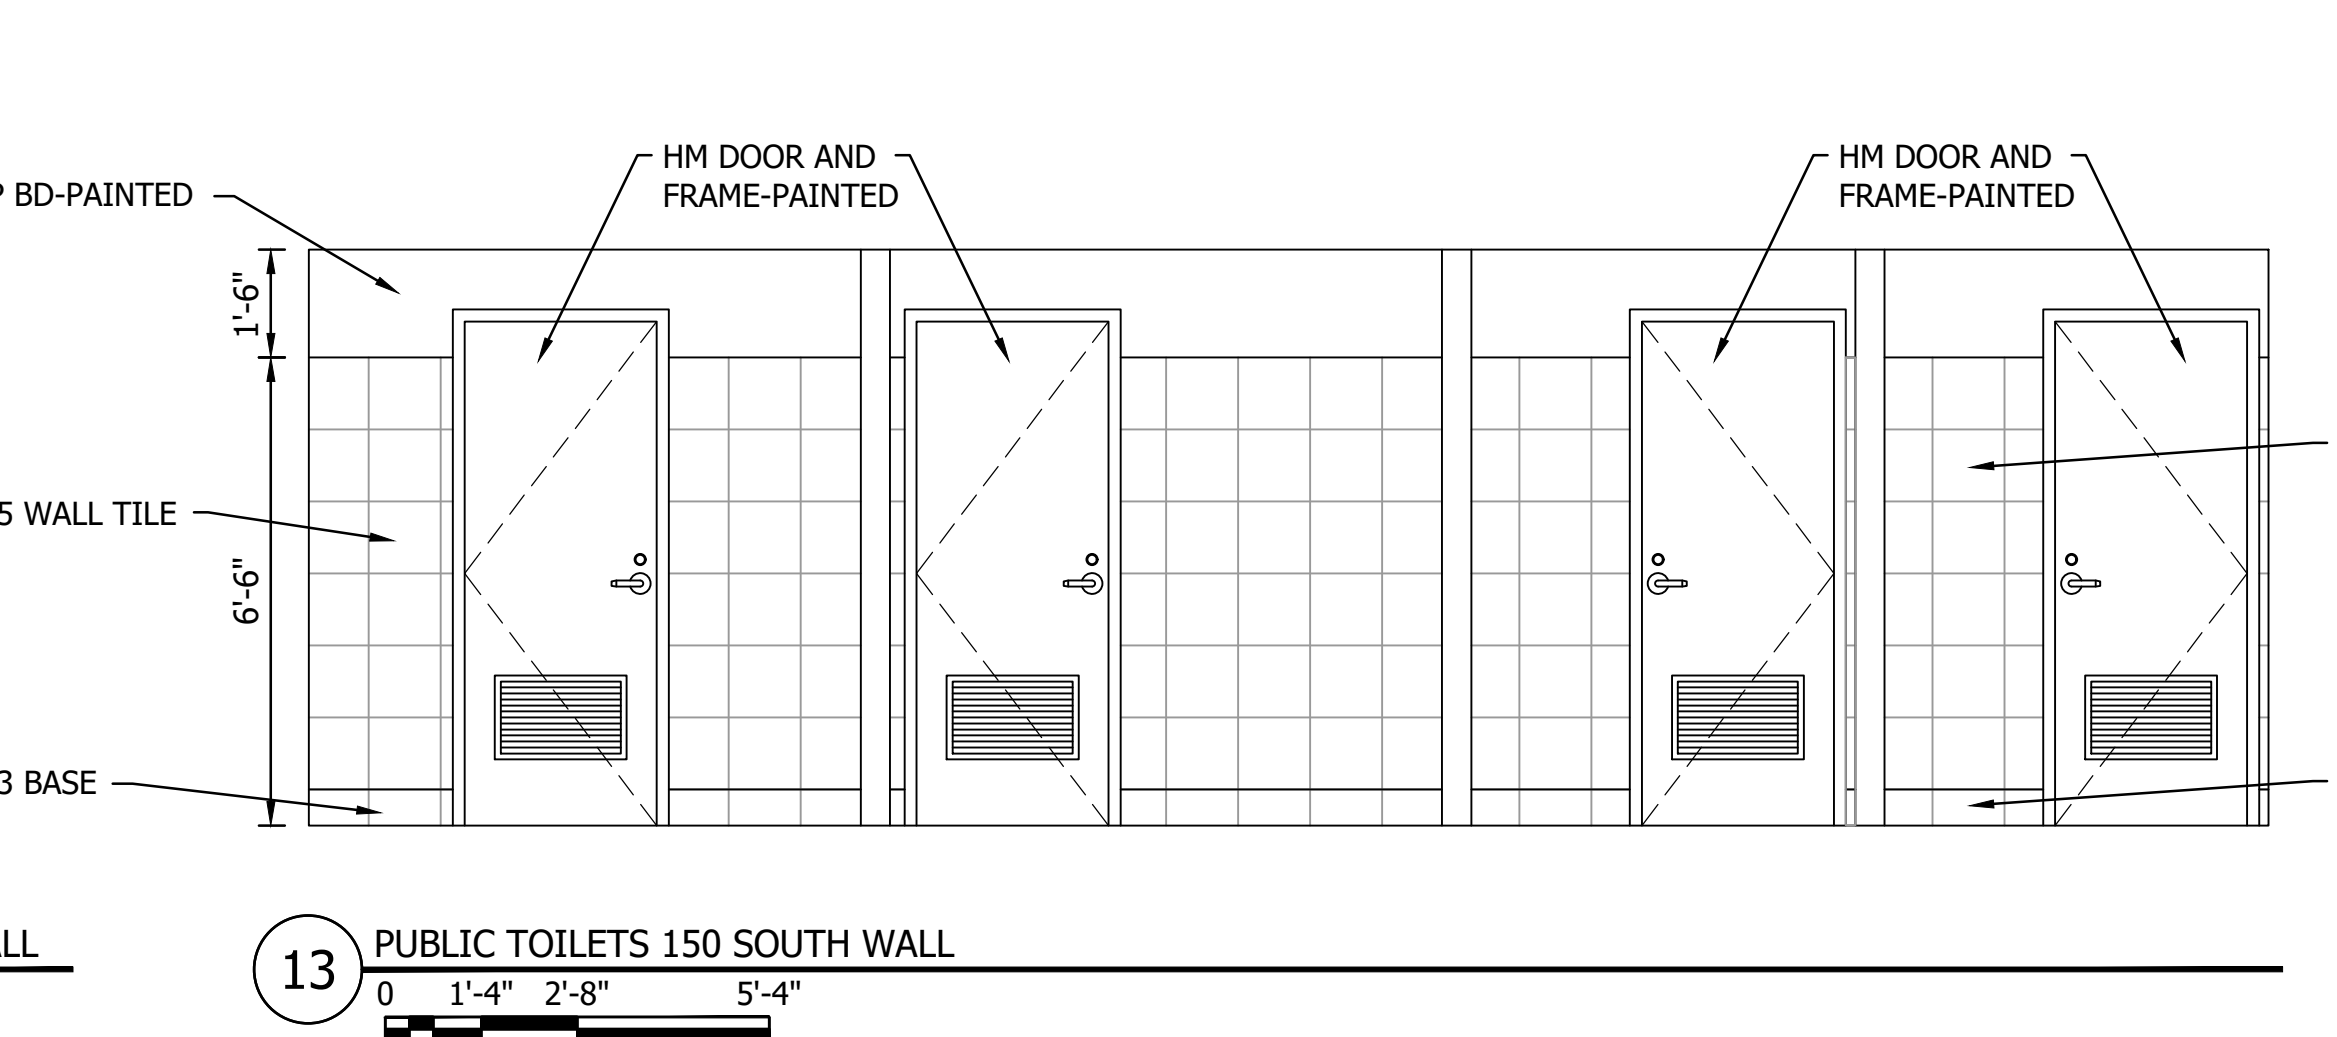 HM DOOR AND
FRAME-PAINTED
HM DOOR AND
FRAME-PAINTED
BD-PAINTED
1'-6"
5 WALL TILE
6'-6"
3 BASE
13
PUBLIC TOILETS 150 SOUTH WALL
0 1'-4" 2'-8" 5'-4"